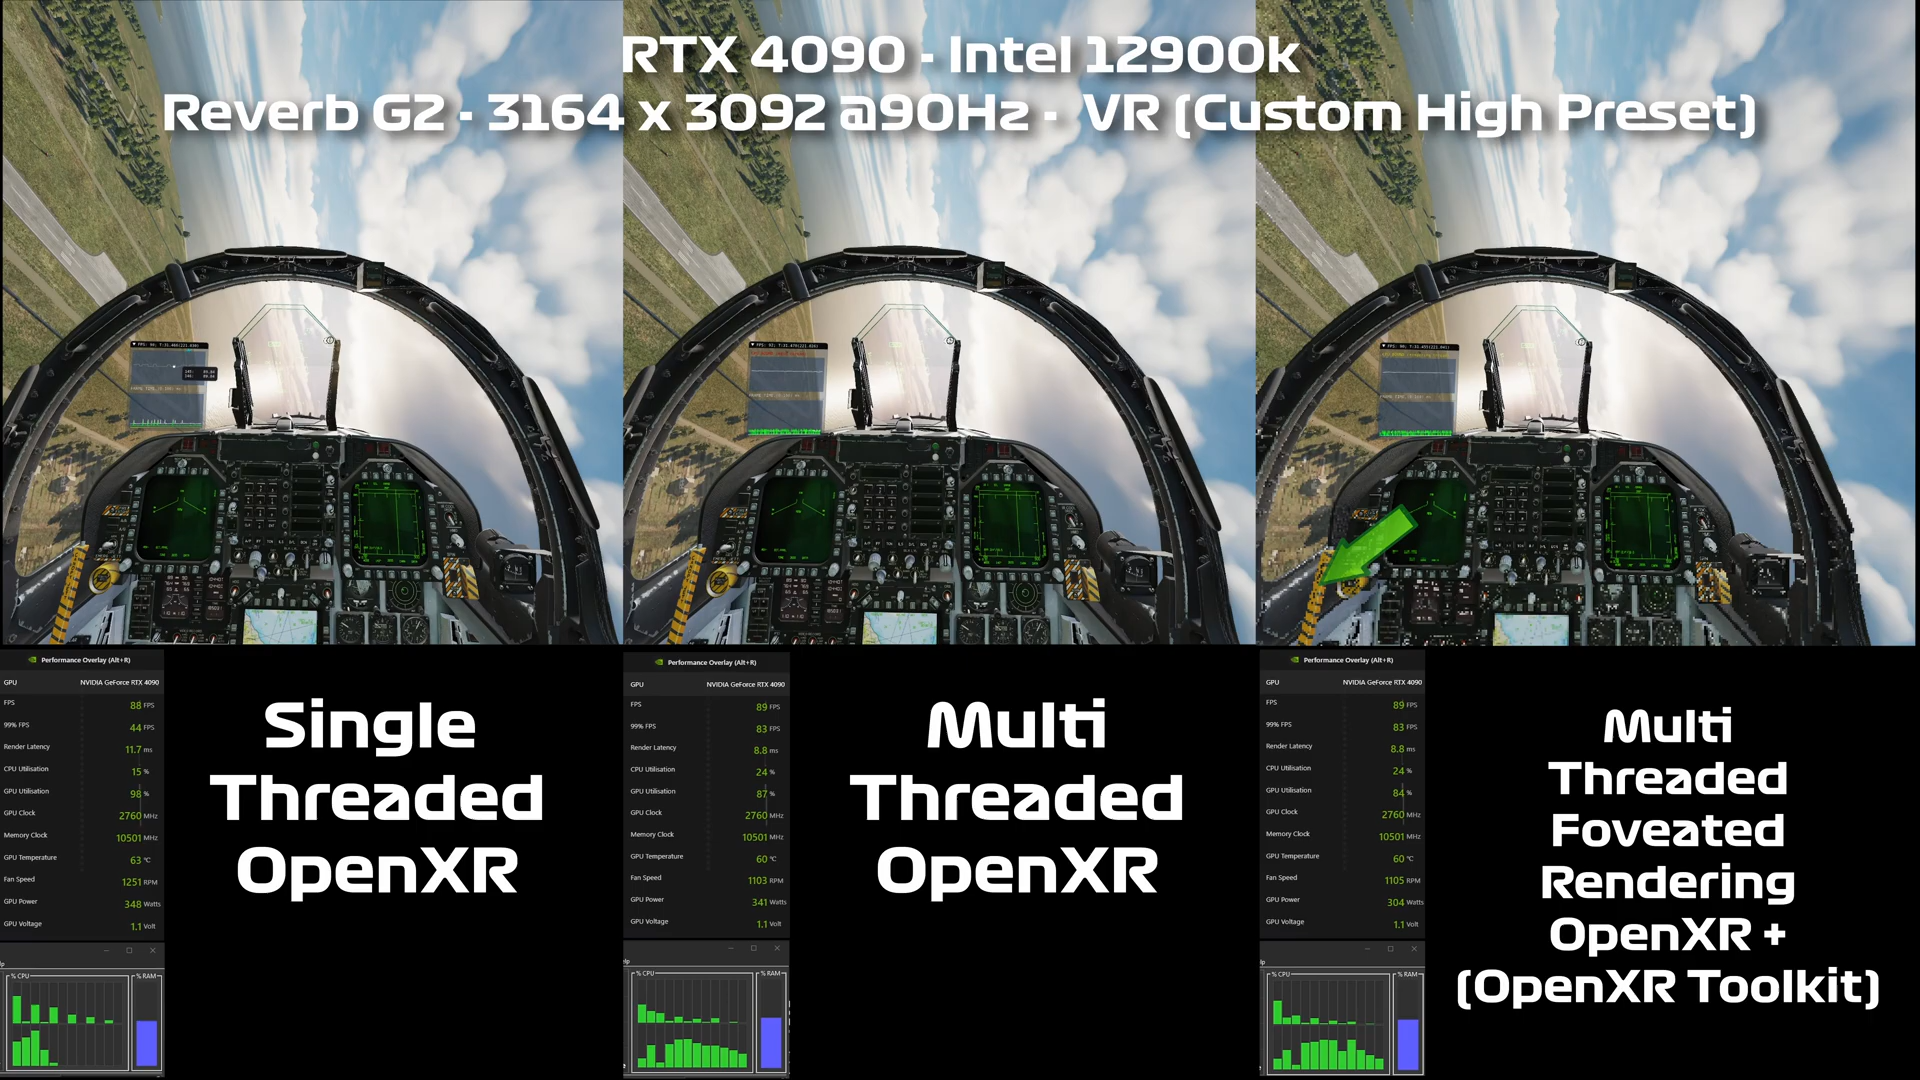 RTX 4090 - Intel 12900k
Reverb G2 - 3164 x 3092 @90Hz - VR (Custom High Preset)
Performance Overlay (Alt+R)
GPU NVIDIA GeForce RTX 4090
FPS 88 FPS
99% FPS 44 FPS
Render Latency 11.7 ms
CPU Utilisation 15 %
GPU Utilisation 98 %
GPU Clock 2760 MHz
Memory Clock 10501 MHz
GPU Temperature 63 °C
Fan Speed 1251 RPM
GPU Power 348 Watts
GPU Voltage 1.1 Volt
% CPU % RAM
Single
Threaded
OpenXR
Performance Overlay (Alt+R)
GPU NVIDIA GeForce RTX 4090
FPS 89 FPS
99% FPS 83 FPS
Render Latency 8.8 ms
CPU Utilisation 24 %
GPU Utilisation 87 %
GPU Clock 2760 MHz
Memory Clock 10501 MHz
GPU Temperature 60 °C
Fan Speed 1103 RPM
GPU Power 341 Watts
GPU Voltage 1.1 Volt
% CPU % RAM
Multi
Threaded
OpenXR
Performance Overlay (Alt+R)
GPU NVIDIA GeForce RTX 4090
FPS 89 FPS
99% FPS 83 FPS
Render Latency 8.8 ms
CPU Utilisation 24 %
GPU Utilisation 84 %
GPU Clock 2760 MHz
Memory Clock 10501 MHz
GPU Temperature 60 °C
Fan Speed 1105 RPM
GPU Power 304 Watts
GPU Voltage 1.1 Volt
% CPU % RAM
Multi
Threaded
Foveated
Rendering
OpenXR +
(OpenXR Toolkit)